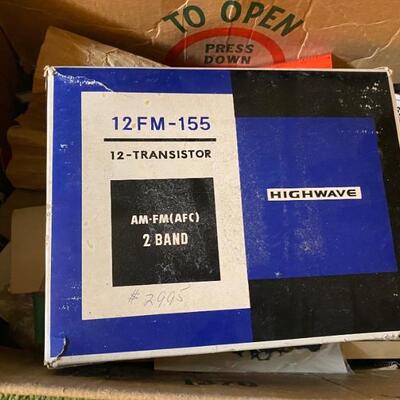 TO OPEN
PRESS
DOWN
12FM-155
12-TRANSISTOR
HIGHWAVE
AM·FM(AFC)
2 BAND
# 2995